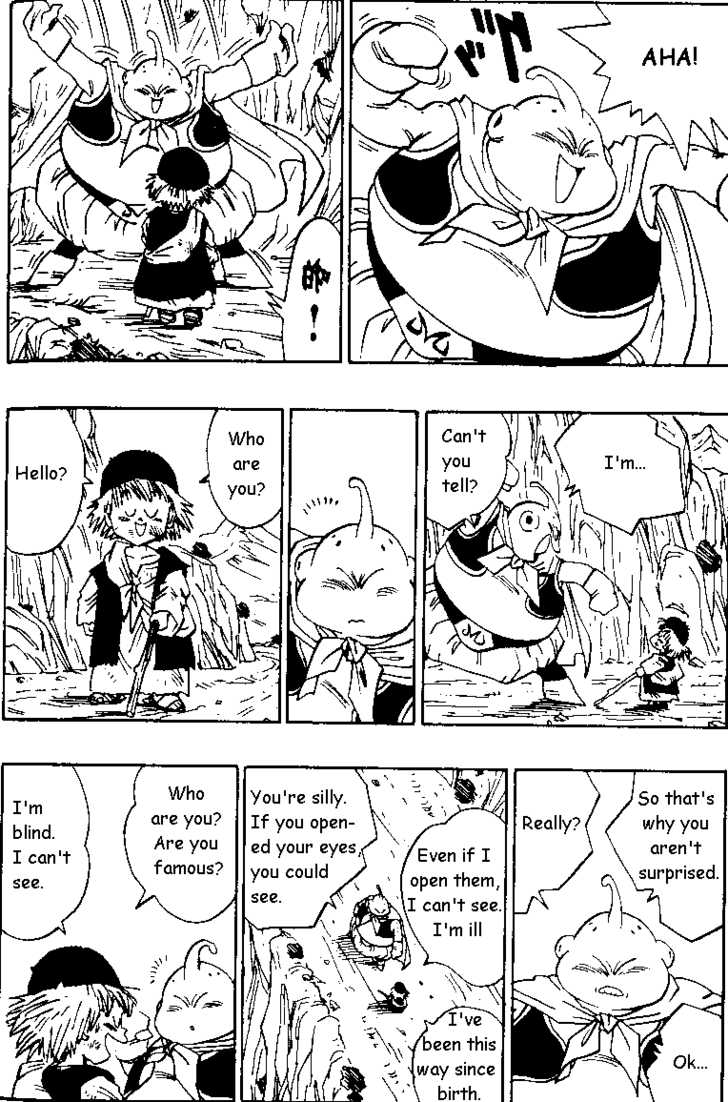 !
AHA!
Hello?
Who
are
you?
Can't
you
tell?
I'm...
I'm
blind.
I can't
see.
Who
are you?
Are you
famous?
You're silly.
If you open-
ed your eyes
you could
see.
Even if I
open them,
I can't see.
I'm ill
I've
been this
way since
birth.
Really?
So that's
why you
aren't
surprised.
Ok...